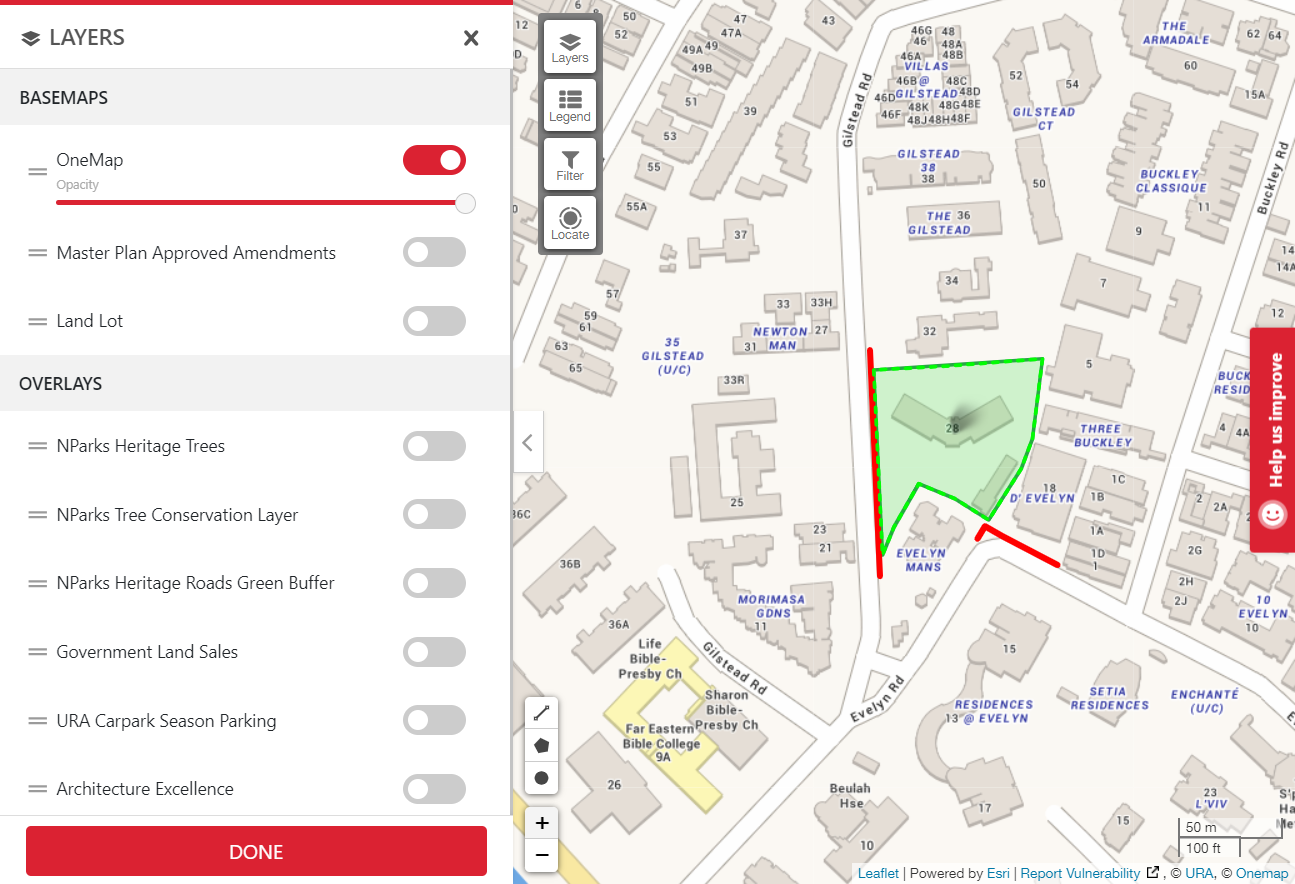 LAYERS
BASEMAPS
OneMap
Opacity
Master Plan Approved Amendments
Land Lot
OVERLAYS
NParks Heritage Trees
NParks Tree Conservation Layer
NParks Heritage Roads Green Buffer
Government Land Sales
URA Carpark Season Parking
Architecture Excellence
DONE
Layers
Legend
Filter
Locate
12
50
52
47
47A
49A
49
49B
51
53
55
55A
39
43
37
57
59
61
63
65
35
GILSTEAD
(U/C)
33
33H
NEWTON
MAN
27
31
33R
25
23
21
36C
36B
36A
MORIMASA
GDNS
11
Life
Bible-
Presby Ch
Sharon
Bible-
Presby Ch
Far Eastern
Bible College
9A
26
Gilstead Rd
Gilstead Rd
Evelyn Rd
Buckley Rd
46G
48
48A
46A
48B
VILLAS
@
GILSTEAD
46B
48C
46D
48D
48K
48G
48E
46F
48J
48H
48F
GILSTEAD
38
38
THE
GILSTEAD
36
34
32
28
THE
ARMADALE
62
64
60
52
54
GILSTEAD
CT
15A
50
BUCKLEY
CLASSIQUE
11
9
7
5
14
14A
12
BUCK
RESID
4
4A
THREE
BUCKLEY
18
D' EVELYN
1C
1B
1A
1D
1
2
2A
2G
2H
2J
10
EVELYN
10
EVELYN
MANS
15
RESIDENCES
13 @ EVELYN
17
SETIA
RESIDENCES
ENCHANTÉ
(U/C)
23
L'VIV
15
Beulah
Hse
10
Help us improve
+
−
50 m
100 ft
Leaflet | Powered by Esri | Report Vulnerability , © URA, © Onemap